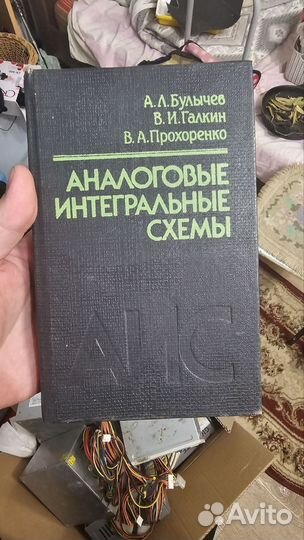 А.Л.Булычев
В.И.Галкин
В.А.Прохоренко
АНАЛОГОВЫЕ
ИНТЕГРАЛЬНЫЕ
СХЕМЫ
АИС
Avito